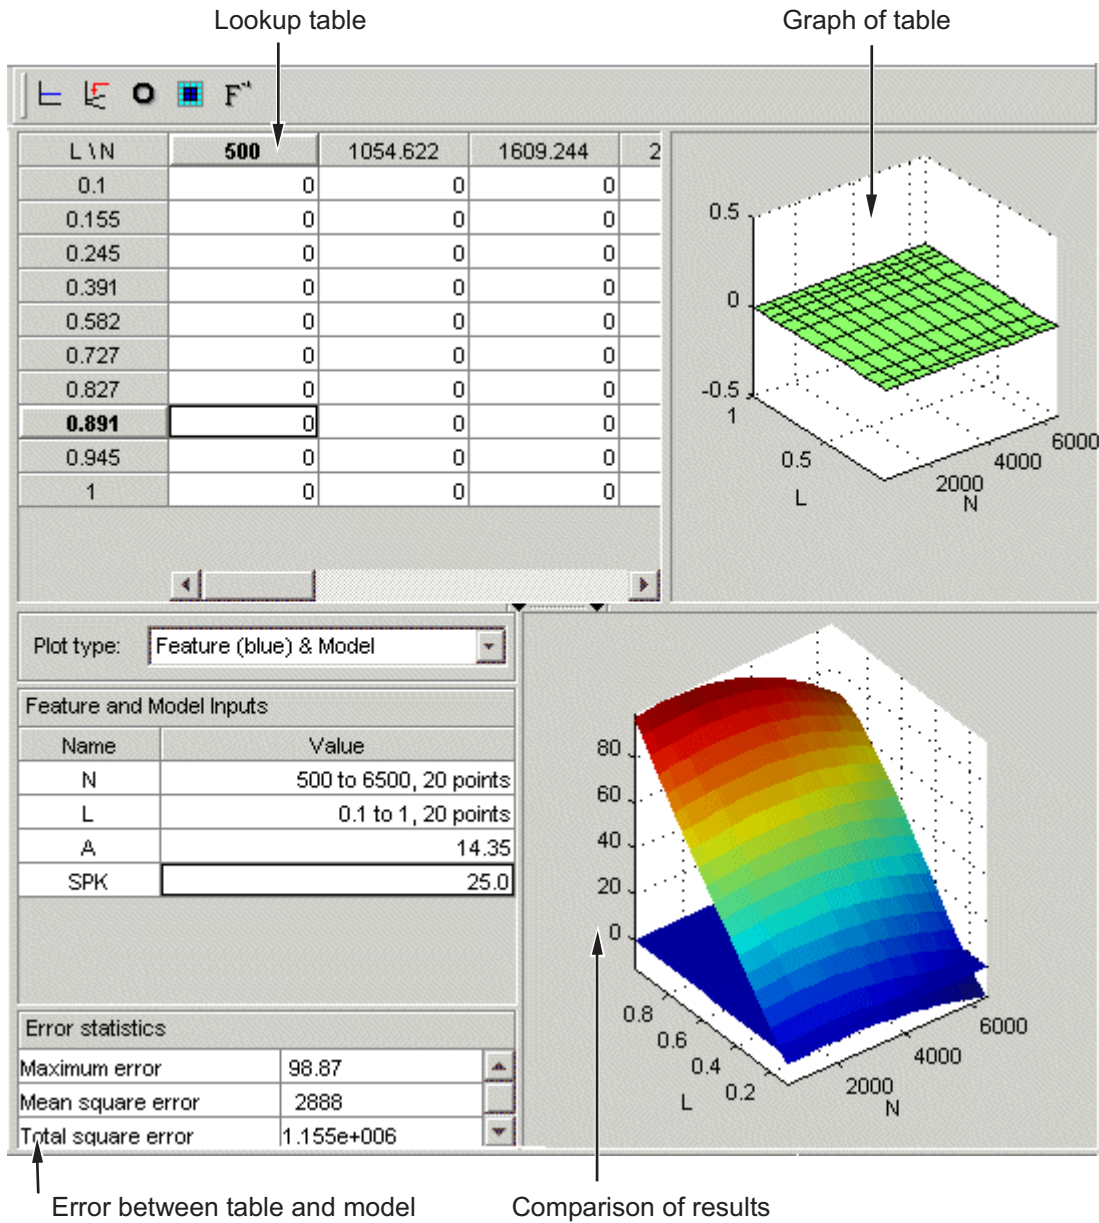 Lookup table
Graph of table
F
L \ N 500 1054.622 1609.244 2
0.1 0 0 0
0.155 0 0 0
0.245 0 0 0
0.391 0 0 0
0.582 0 0 0
0.727 0 0 0
0.827 0 0 0
0.891 0 0 0
0.945 0 0 0
1 0 0 0
0.5
0
-0.5
1
0.5
L
2000
4000
6000
N
Plot type: Feature (blue) & Model
Feature and Model Inputs
Name Value
N 500 to 6500, 20 points
L 0.1 to 1, 20 points
A 14.35
SPK 25.0
Error statistics
Maximum error 98.87
Mean square error 2888
Total square error 1.155e+006
80
60
40
20
0
0.8
0.6
0.4
0.2
L
2000
4000
6000
N
Error between table and model
Comparison of results